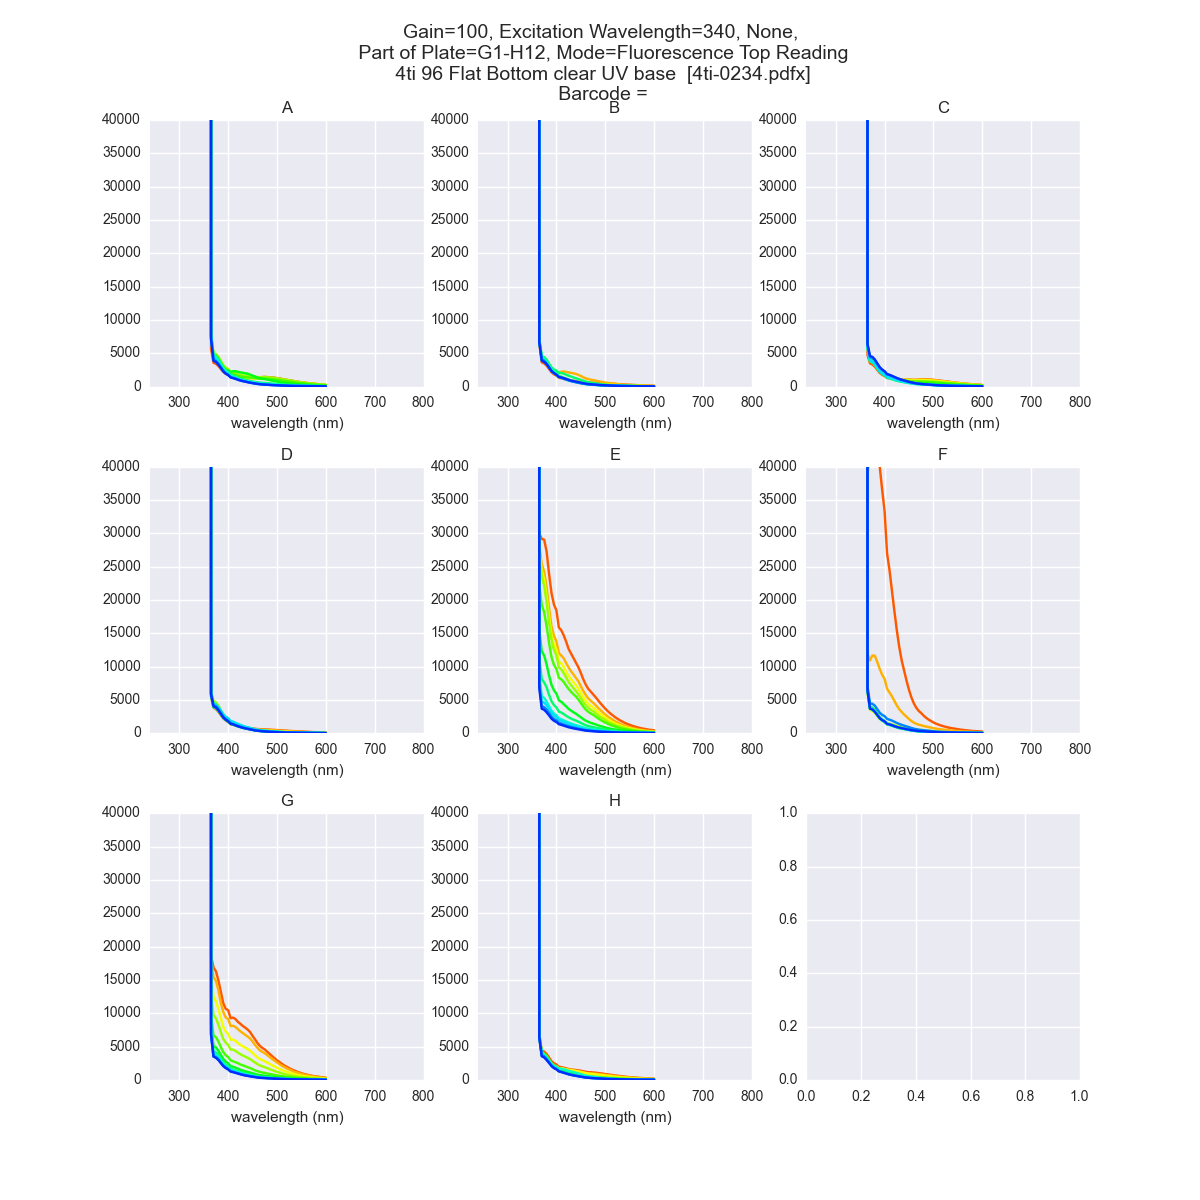 Gain=100, Excitation Wavelength=340, None,
Part of Plate=G1-H12, Mode=Fluorescence Top Reading
4ti 96 Flat Bottom clear UV base  [4ti-0234.pdfx]
Barcode =
A
40000
35000
30000
25000
20000
15000
10000
5000
0
300 400 500 600 700 800
wavelength (nm)
B
40000
35000
30000
25000
20000
15000
10000
5000
0
300 400 500 600 700 800
wavelength (nm)
C
40000
35000
30000
25000
20000
15000
10000
5000
0
300 400 500 600 700 800
wavelength (nm)
D
40000
35000
30000
25000
20000
15000
10000
5000
0
300 400 500 600 700 800
wavelength (nm)
E
40000
35000
30000
25000
20000
15000
10000
5000
0
300 400 500 600 700 800
wavelength (nm)
F
40000
35000
30000
25000
20000
15000
10000
5000
0
300 400 500 600 700 800
wavelength (nm)
G
40000
35000
30000
25000
20000
15000
10000
5000
0
300 400 500 600 700 800
wavelength (nm)
H
40000
35000
30000
25000
20000
15000
10000
5000
0
300 400 500 600 700 800
wavelength (nm)
1.0
0.8
0.6
0.4
0.2
0.0
0.0 0.2 0.4 0.6 0.8 1.0